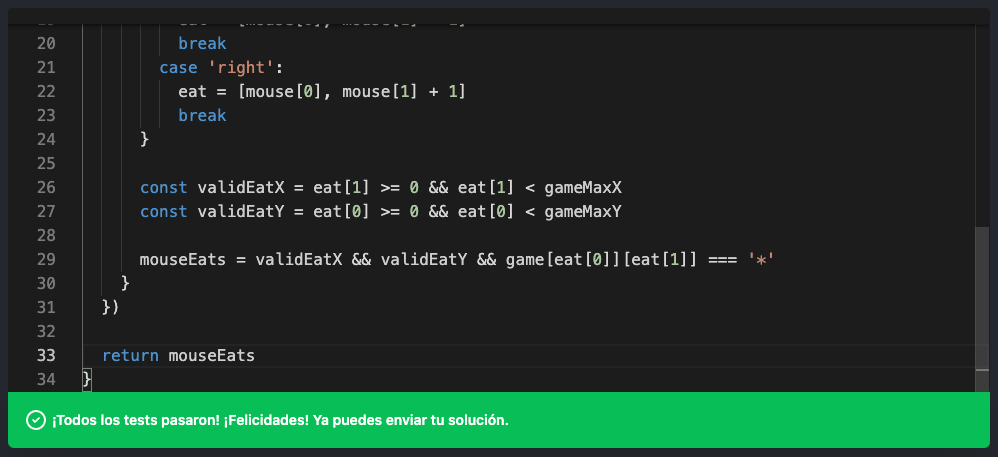 20 break
21 case 'right':
22 eat = [mouse[0], mouse[1] + 1]
23 break
24 }
25
26 const validEatX = eat[1] >= 0 && eat[1] < gameMaxX
27 const validEatY = eat[0] >= 0 && eat[0] < gameMaxY
28
29 mouseEats = validEatX && validEatY && game[eat[0]][eat[1]] === '*'
30 }
31 })
32
33 return mouseEats
34 }
¡Todos los tests pasaron! ¡Felicidades! Ya puedes enviar tu solución.